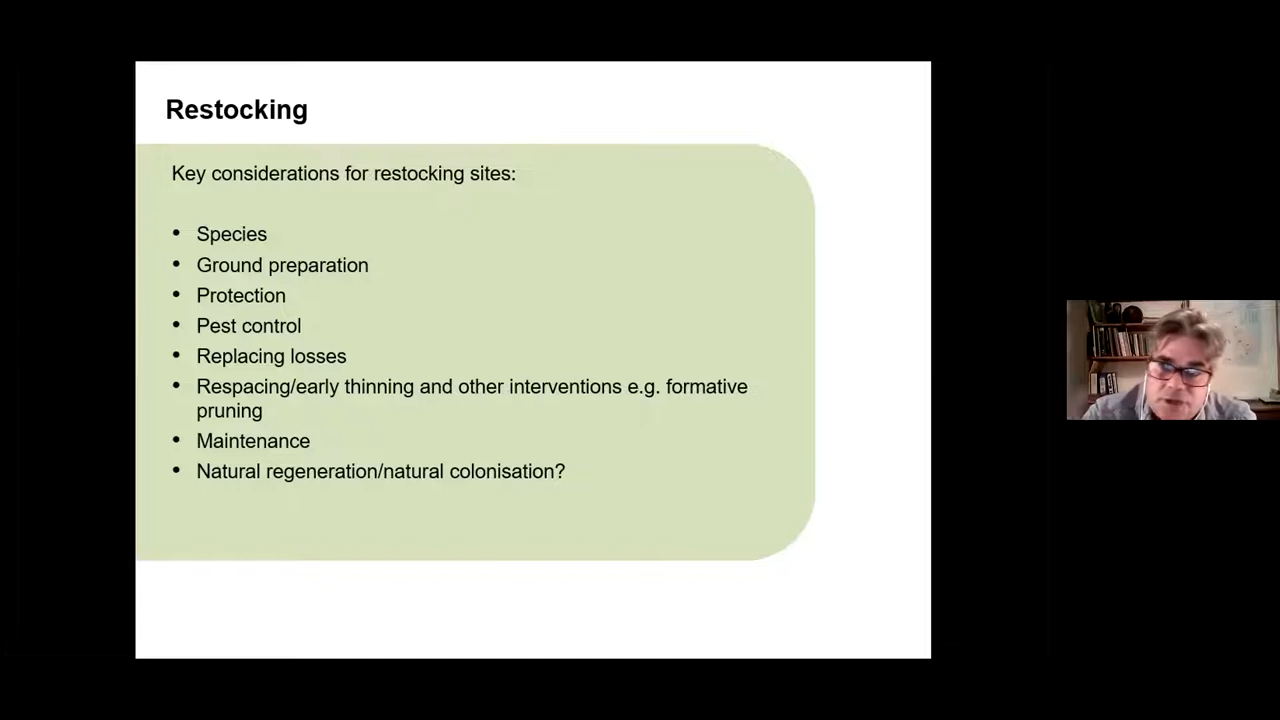 Restocking
Key considerations for restocking sites:
• Species
• Ground preparation
• Protection
• Pest control
• Replacing losses
• Respacing/early thinning and other interventions e.g. formative
pruning
• Maintenance
• Natural regeneration/natural colonisation?